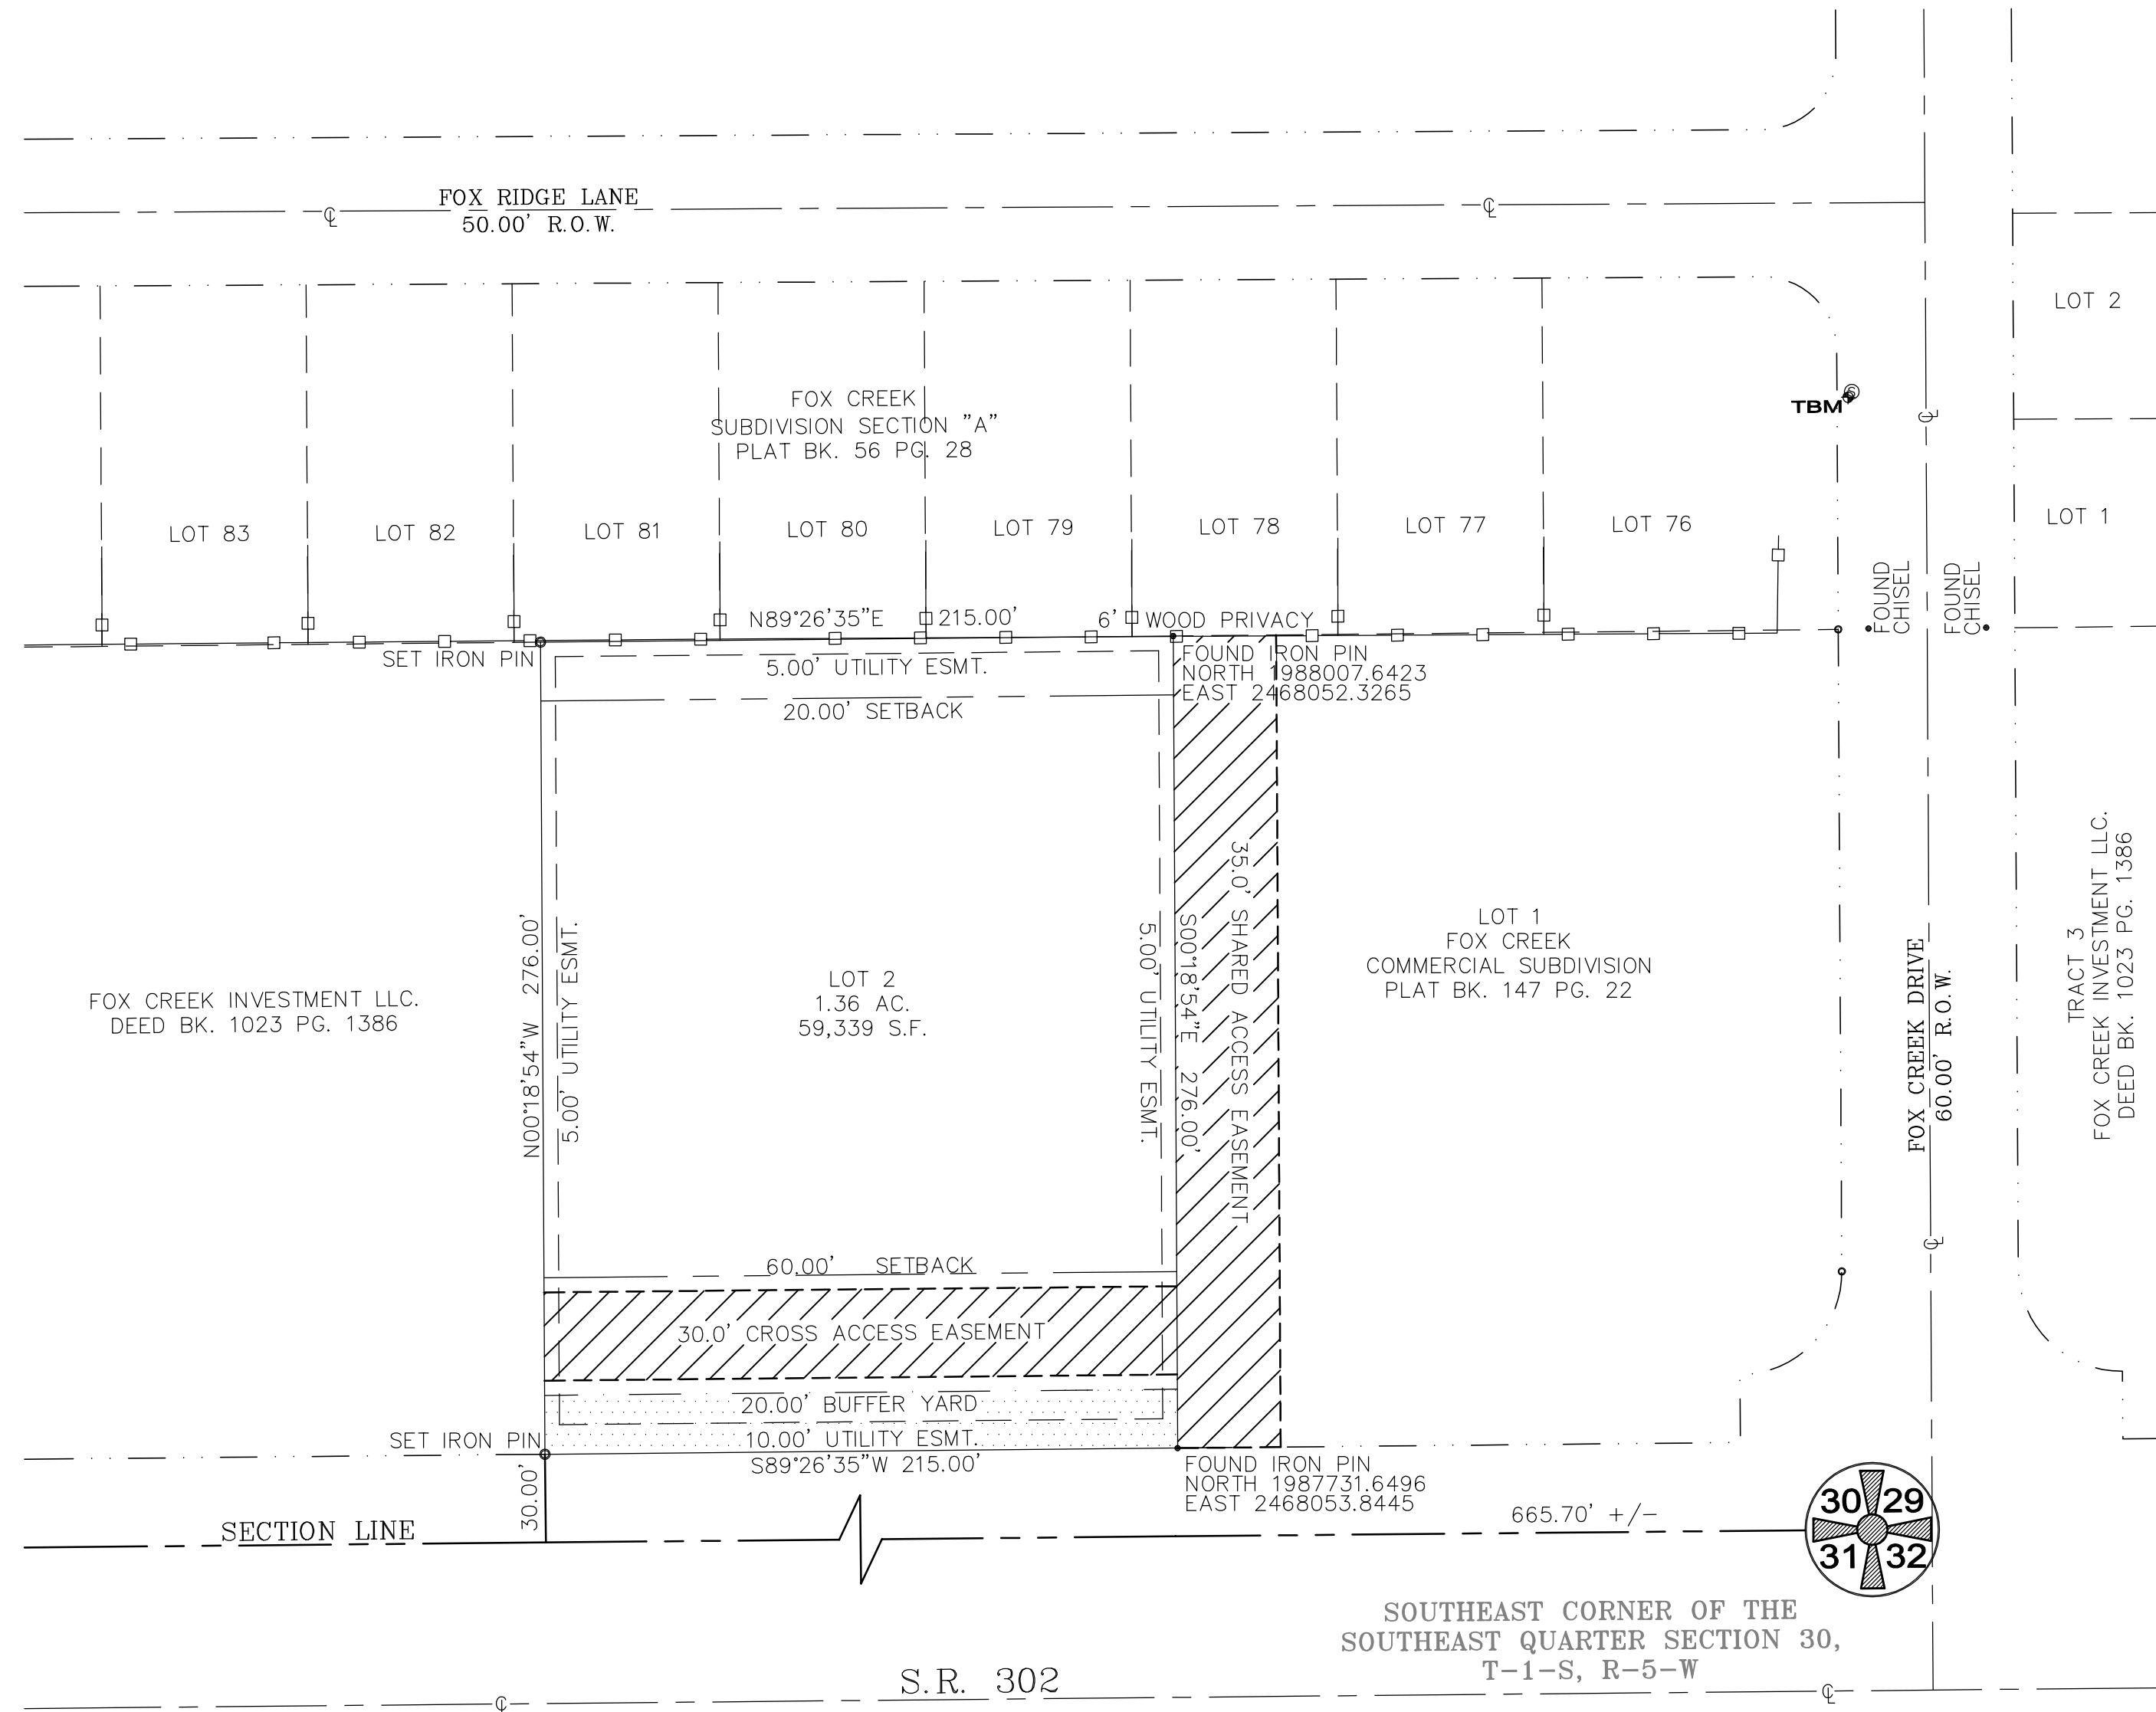 FOX RIDGE LANE
50.00' R.O.W.
LOT 2
FOX CREEK
SUBDIVISION SECTION "A"
PLAT BK. 56 PG. 28
TBM
S
LOT 83
LOT 82
LOT 81
LOT 80
LOT 79
LOT 78
LOT 77
LOT 76
LOT 1
FOUND
CHISEL
FOUND
CHISEL
N89°26'35"E 215.00'
6' WOOD PRIVACY
SET IRON PIN
5.00' UTILITY ESMT.
20.00' SETBACK
FOUND IRON PIN
NORTH 1988007.6423
EAST 2468052.3265
N00°18'54"W 276.00'
5.00' UTILITY ESMT.
5.00' UTILITY ESMT.
S00°18'54"E 276.00'
35.0' SHARED ACCESS EASEMENT
LOT 2
1.36 AC.
59,339 S.F.
FOX CREEK INVESTMENT LLC.
DEED BK. 1023 PG. 1386
LOT 1
FOX CREEK
COMMERCIAL SUBDIVISION
PLAT BK. 147 PG. 22
FOX CREEK DRIVE
60.00' R.O.W.
TRACT 3
FOX CREEK INVESTMENT LLC.
DEED BK. 1023 PG. 1386
60.00' SETBACK
30.0' CROSS ACCESS EASEMENT
20.00' BUFFER YARD
10.00' UTILITY ESMT.
SET IRON PIN
S89°26'35"W 215.00'
30.00'
FOUND IRON PIN
NORTH 1987731.6496
EAST 2468053.8445
SECTION LINE
665.70' +/-
30 29
31 32
SOUTHEAST CORNER OF THE
SOUTHEAST QUARTER SECTION 30,
T-1-S, R-5-W
S.R. 302